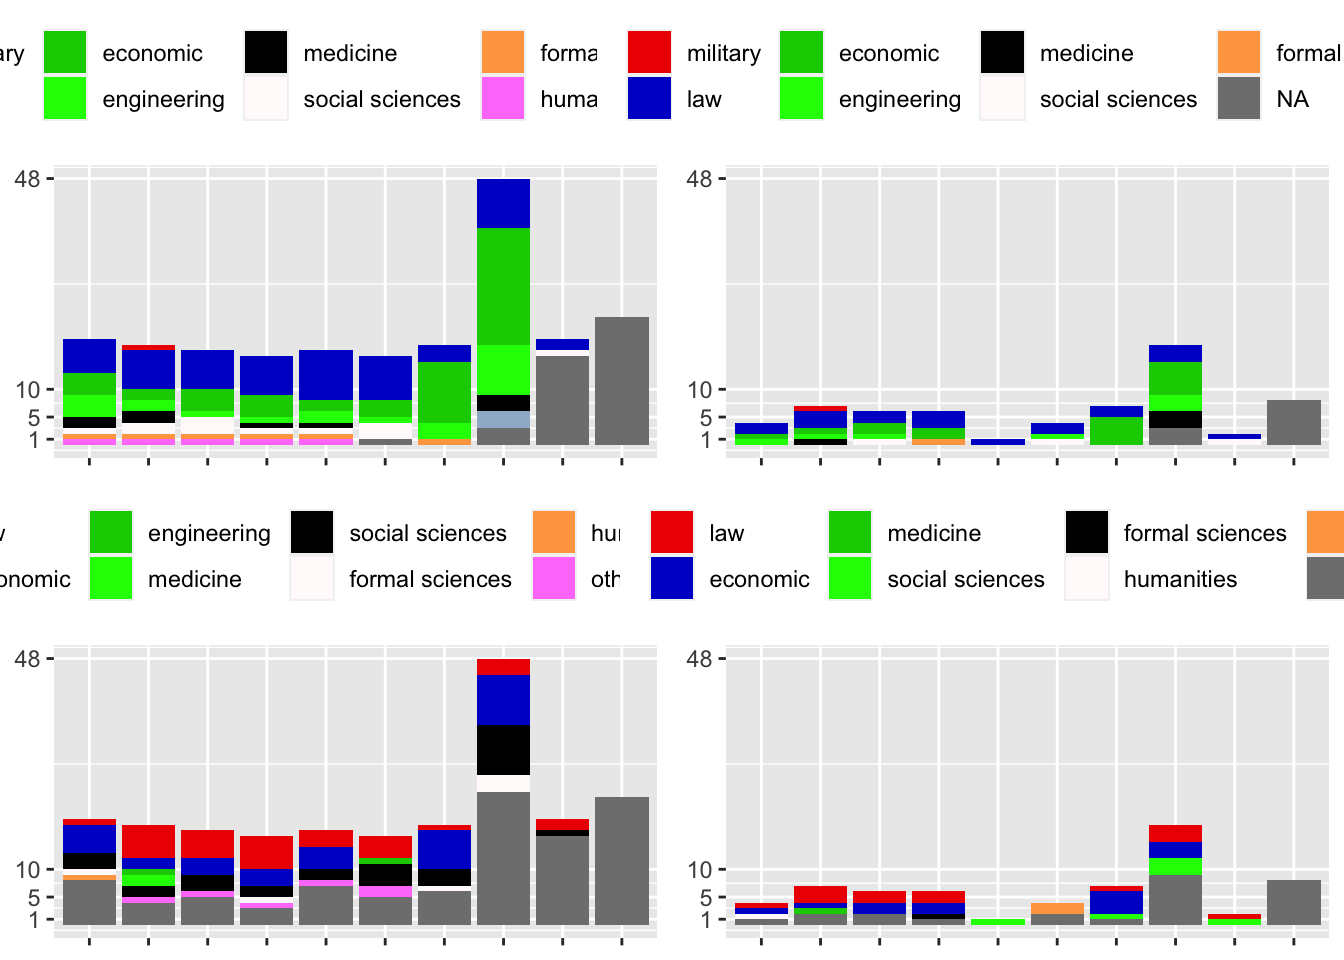 ary economic medicine forma military economic medicine formal
engineering social sciences huma law engineering social sciences NA
48 48
10 10
5 5
1 1
engineering social sciences hu law medicine formal sciences
onomic medicine formal sciences oth economic social sciences humanities
48 48
10 10
5 5
1 1